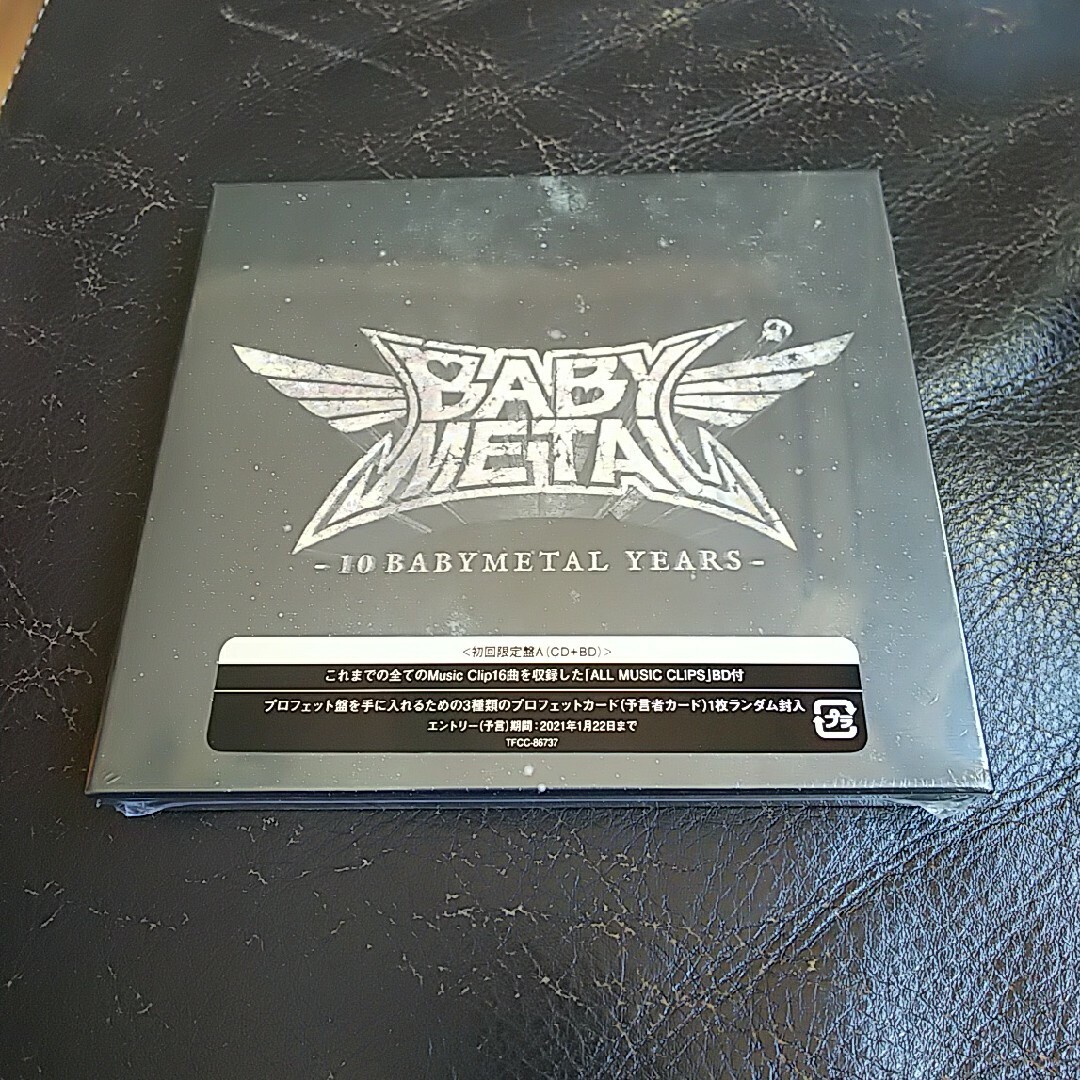 BABY
METAL
- 10 BABYMETAL YEARS -
<初回限定盤A(CD+BD)>
これまでの全てのMusic Clip16曲を収録した「ALL MUSIC CLIPS」BD付
プロフェット盤を手に入れるための3種類のプロフェットカード(予言者カード)1枚ランダム封入
エントリー(予言)期間:2021年1月22日まで
TFCC-86737
プラ